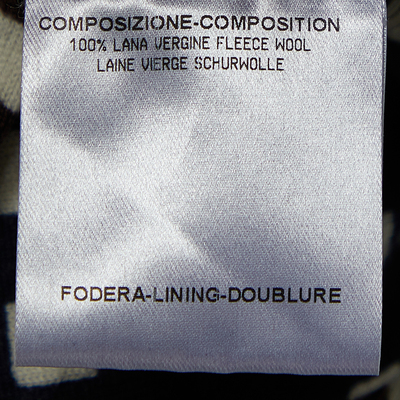 COMPOSIZIONE-COMPOSITION
100% LANA VERGINE FLEECE WOOL
LAINE VIERGE SCHURWOLLE
FODERA-LINING-DOUBLURE